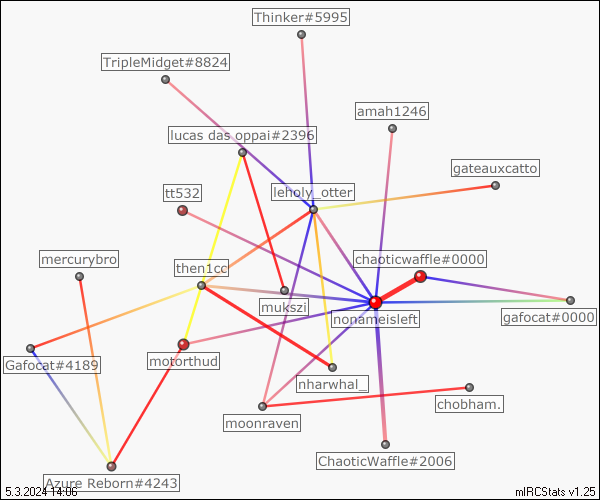 Thinker#5995
TripleMidget#8824
amah1246
lucas das oppai#2396
gateauxcatto
tt532
leholy_otter
mercurybro
chaoticwaffle#0000
then1cc
mukszi
nonameisleft
gafocat#0000
Gafocat#4189
motorthud
nharwhal_
chobham.
moonraven
ChaoticWaffle#2006
Azure Reborn#4243
5.3.2024 14:06
mIRCStats v1.25